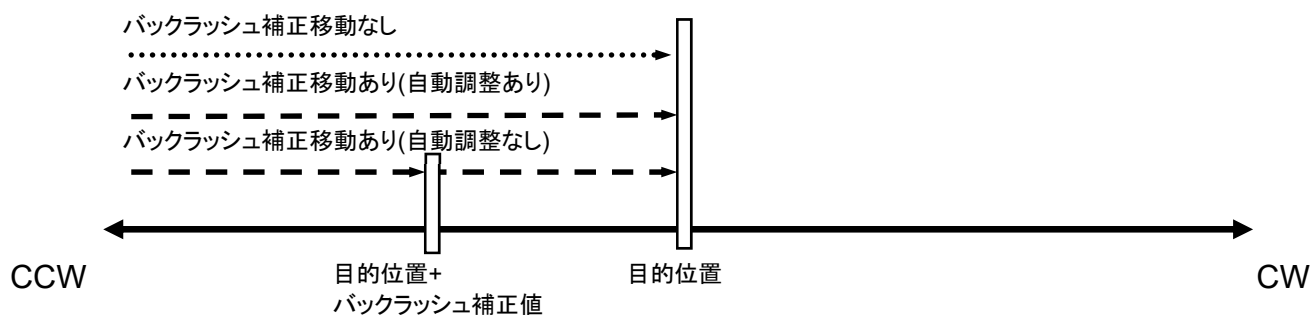 バックラッシュ補正移動なし
バックラッシュ補正移動あり(自動調整あり)
バックラッシュ補正移動あり(自動調整なし)
CCW
目的位置+
バックラッシュ補正値
目的位置
CW